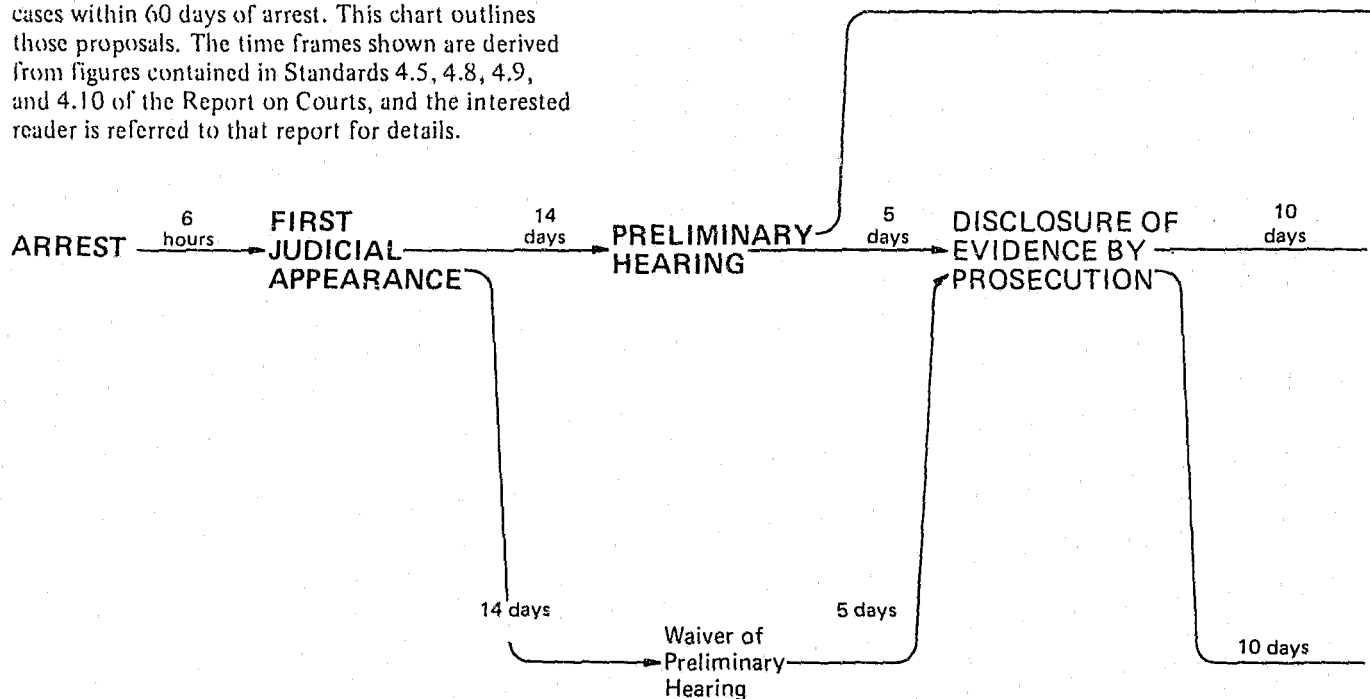 cases within 60 days of arrest. This chart outlines
those proposals. The time frames shown are derived
from figures contained in Standards 4.5, 4.8, 4.9,
and 4.10 of the Report on Courts, and the interested
reader is referred to that report for details.
ARREST
6
hours
FIRST
JUDICIAL
APPEARANCE
14
days
PRELIMINARY
HEARING
5
days
DISCLOSURE OF
EVIDENCE BY
PROSECUTION
10
days
14 days
Waiver of
Preliminary
Hearing
5 days
10 days